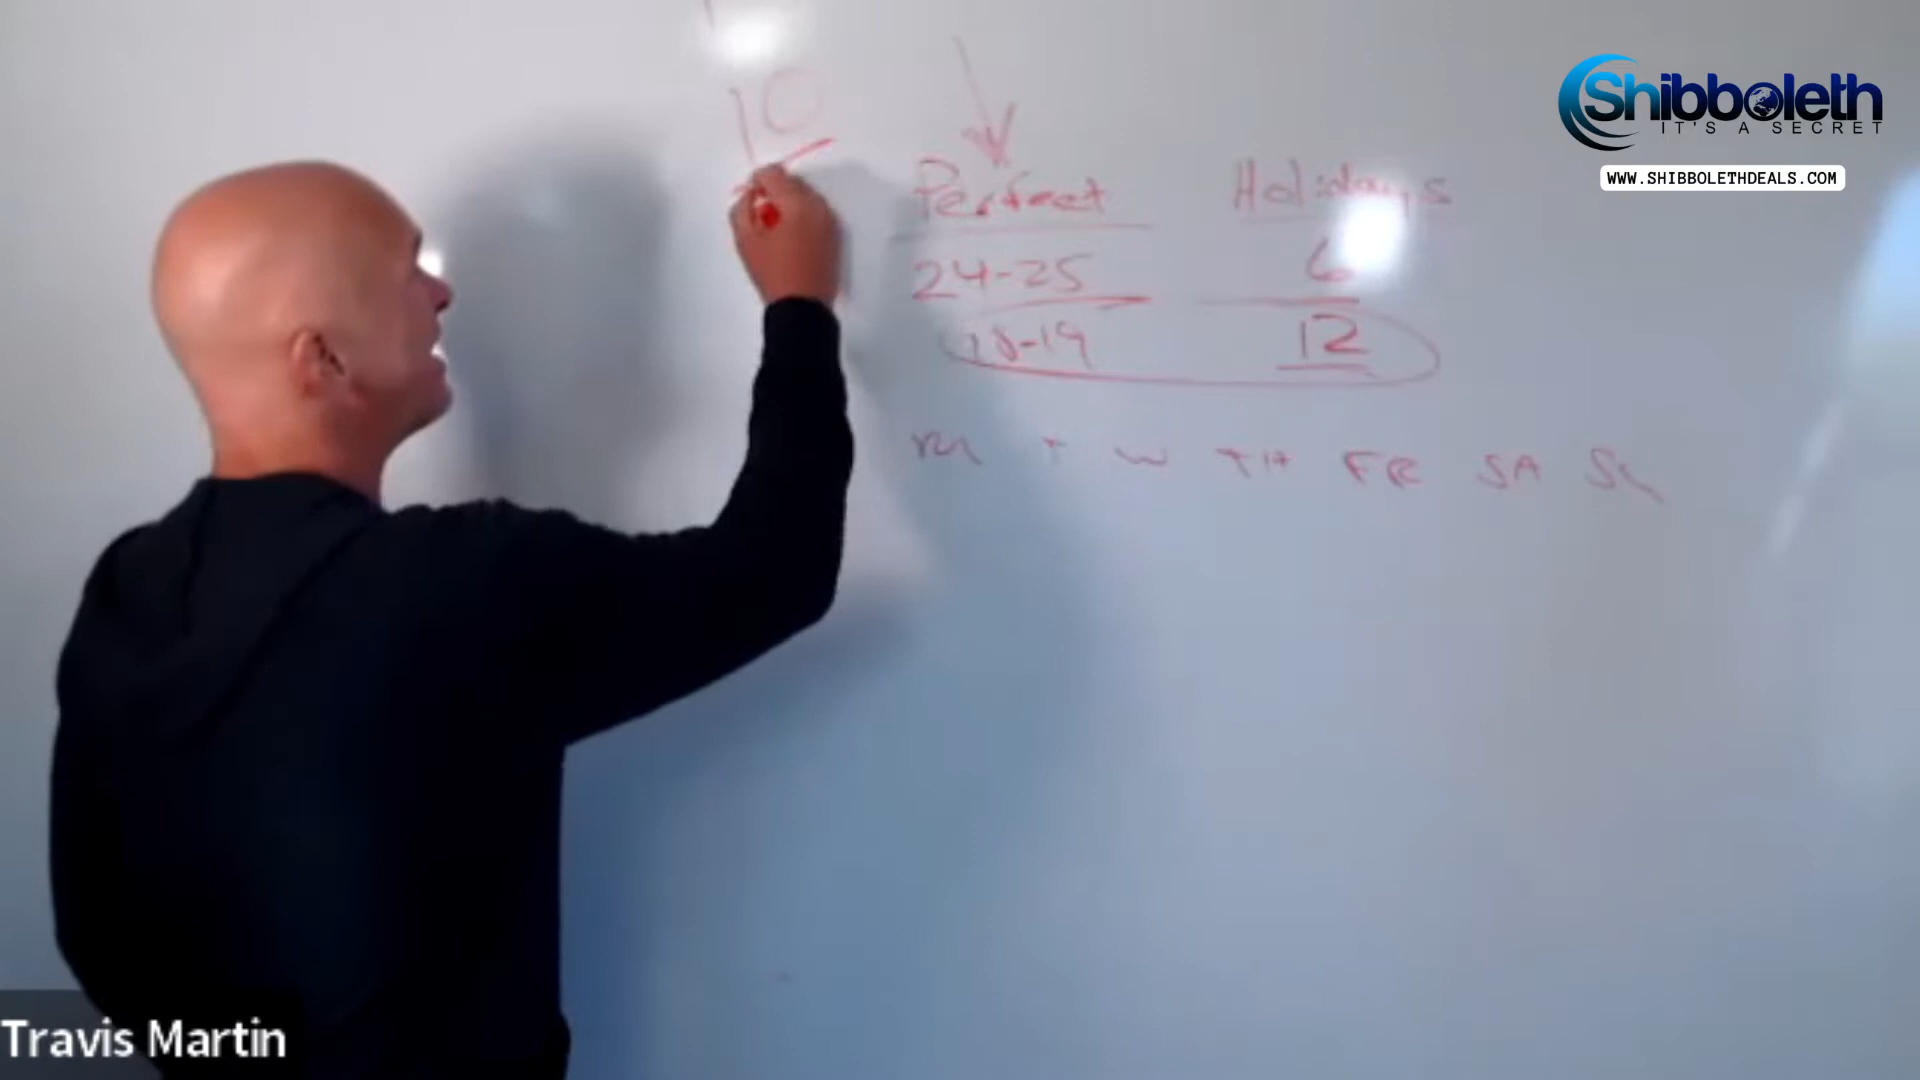 Shibboleth
IT'S A SECRET
WWW.SHIBBOLETHDEALS.COM
10
Perfect Holidays
24-25 6
18-19 12
M T W TH FR SA SU
Travis Martin